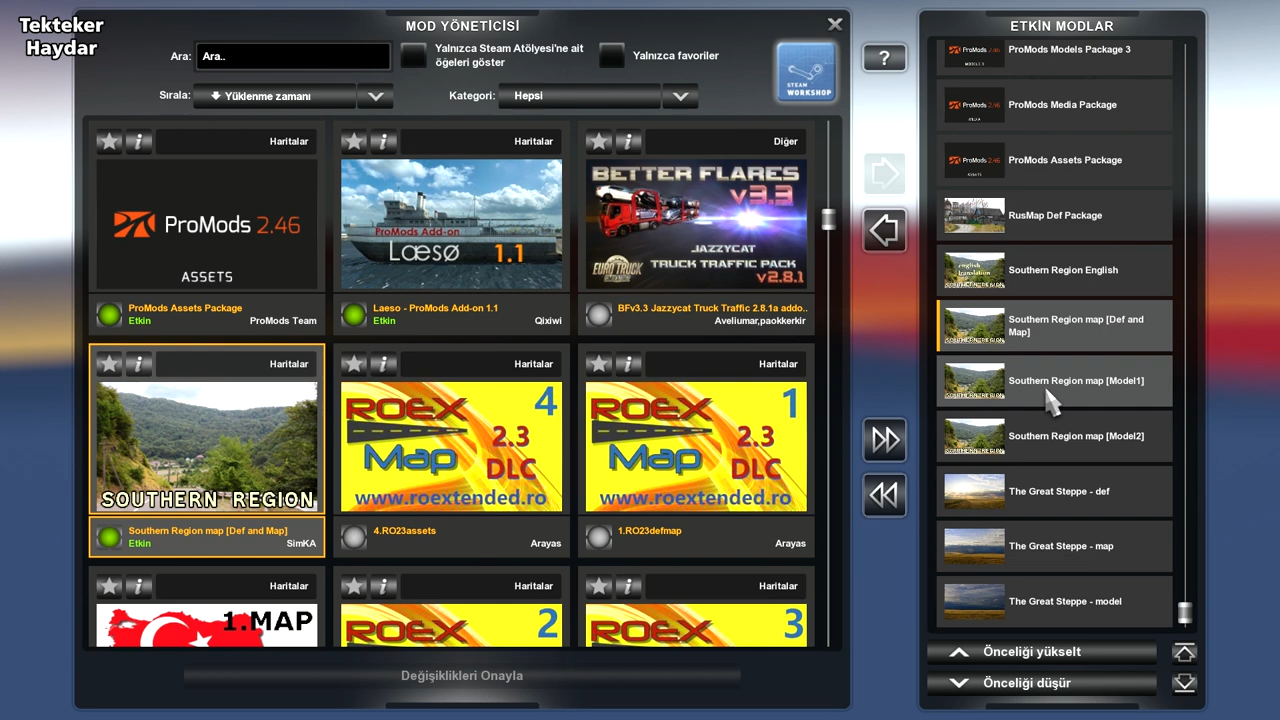 Tekteker
Haydar
MOD YÖNETİCİSİ
Ara:
Ara..
Yalnızca Steam Atölyesi'ne ait
öğeleri göster
Yalnızca favoriler
STEAM
WORKSHOP
Sırala:
Yüklenme zamanı
Kategori:
Hepsi
Haritalar
ProMods 2.46
ASSETS
ProMods Assets Package
Etkin
ProMods Team
Haritalar
ProMods Add-on
Læsø 1.1
Laeso - ProMods Add-on 1.1
Etkin
Qixiwi
Diğer
BETTER FLARES
v3.3
JAZZYCAT
TRUCK TRAFFIC PACK
EURO TRUCK
v2.8.1
BFv3.3 Jazzycat Truck Traffic 2.8.1a addo..
Aveliumar,paokkerkir
Haritalar
SOUTHERN REGION
Southern Region map [Def and Map]
Etkin
SimKA
Haritalar
ROEX 4
Map 2.3
DLC
www.roextended.ro
4.RO23assets
Arayas
Haritalar
ROEX 1
Map 2.3
DLC
www.roextended.ro
1.RO23defmap
Arayas
Haritalar
1.MAP
Haritalar
ROEX 2
Haritalar
ROEX 3
Değişiklikleri Onayla
?
ETKİN MODLAR
ProMods Models Package 3
ProMods Media Package
ProMods Assets Package
RusMap Def Package
Southern Region English
Southern Region map [Def and
Map]
Southern Region map [Model1]
Southern Region map [Model2]
The Great Steppe - def
The Great Steppe - map
The Great Steppe - model
Önceliği yükselt
Önceliği düşür